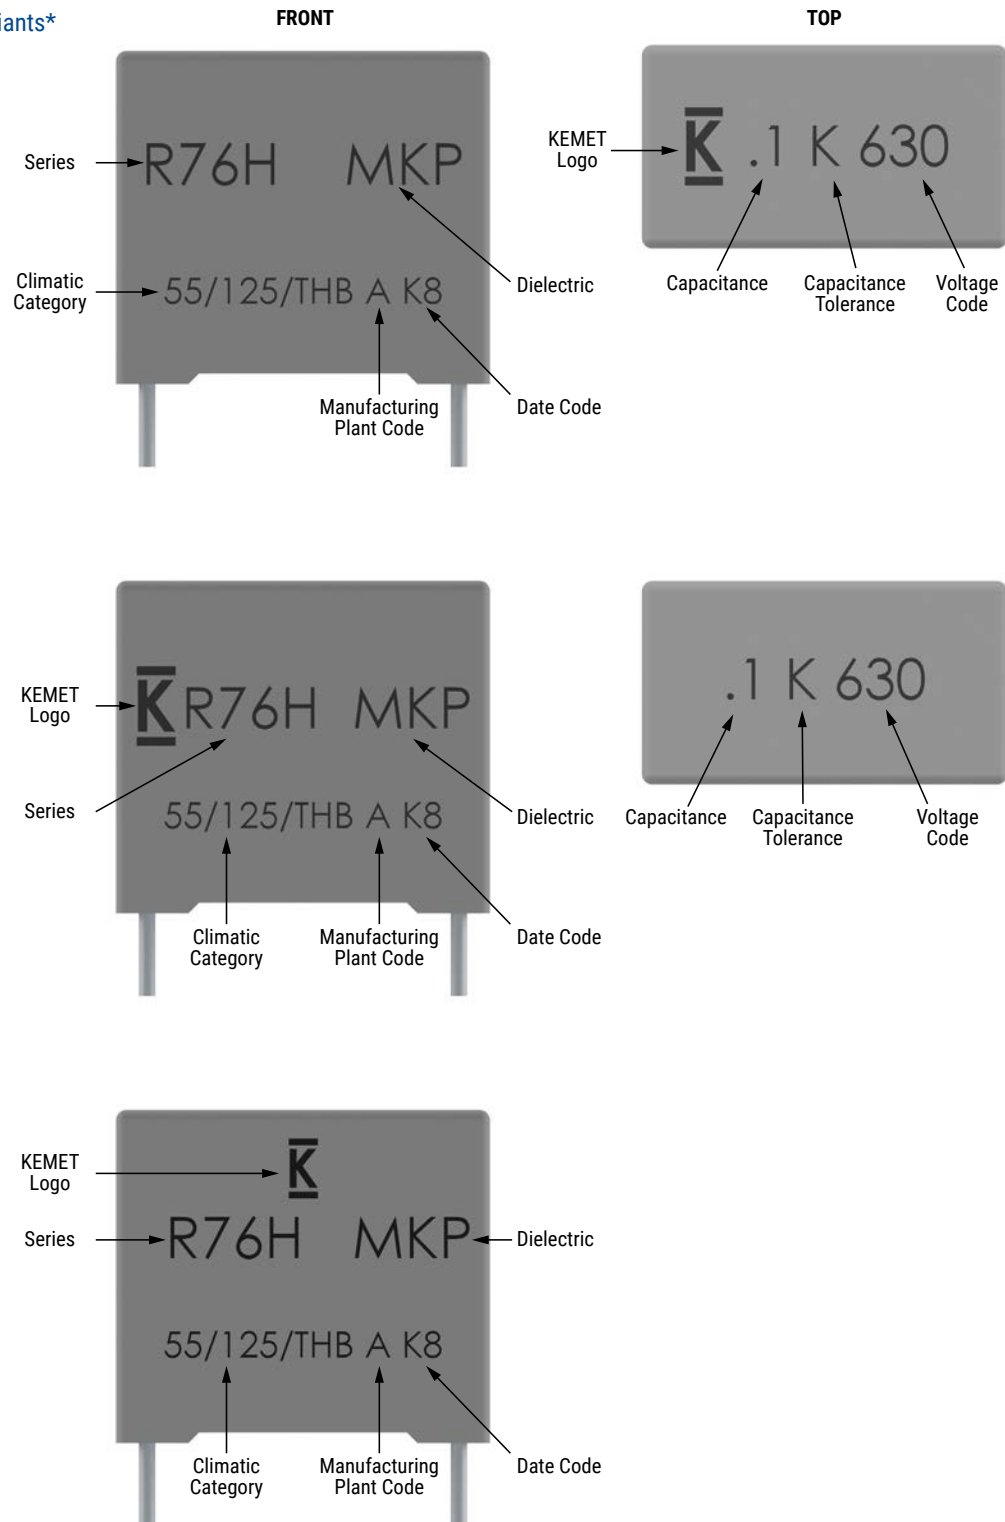 iants*
FRONT
TOP
R76H MKP
55/125/THB A K8
Series
Climatic
Category
Dielectric
Manufacturing
Plant Code
Date Code
KEMET
Logo
K .1 K 630
Capacitance
Capacitance
Tolerance
Voltage
Code
KEMET
Logo
K R76H MKP
Series
55/125/THB A K8
Dielectric
Climatic
Category
Manufacturing
Plant Code
Date Code
.1 K 630
Capacitance
Capacitance
Tolerance
Voltage
Code
KEMET
Logo
K
Series
R76H MKP
Dielectric
55/125/THB A K8
Climatic
Category
Manufacturing
Plant Code
Date Code